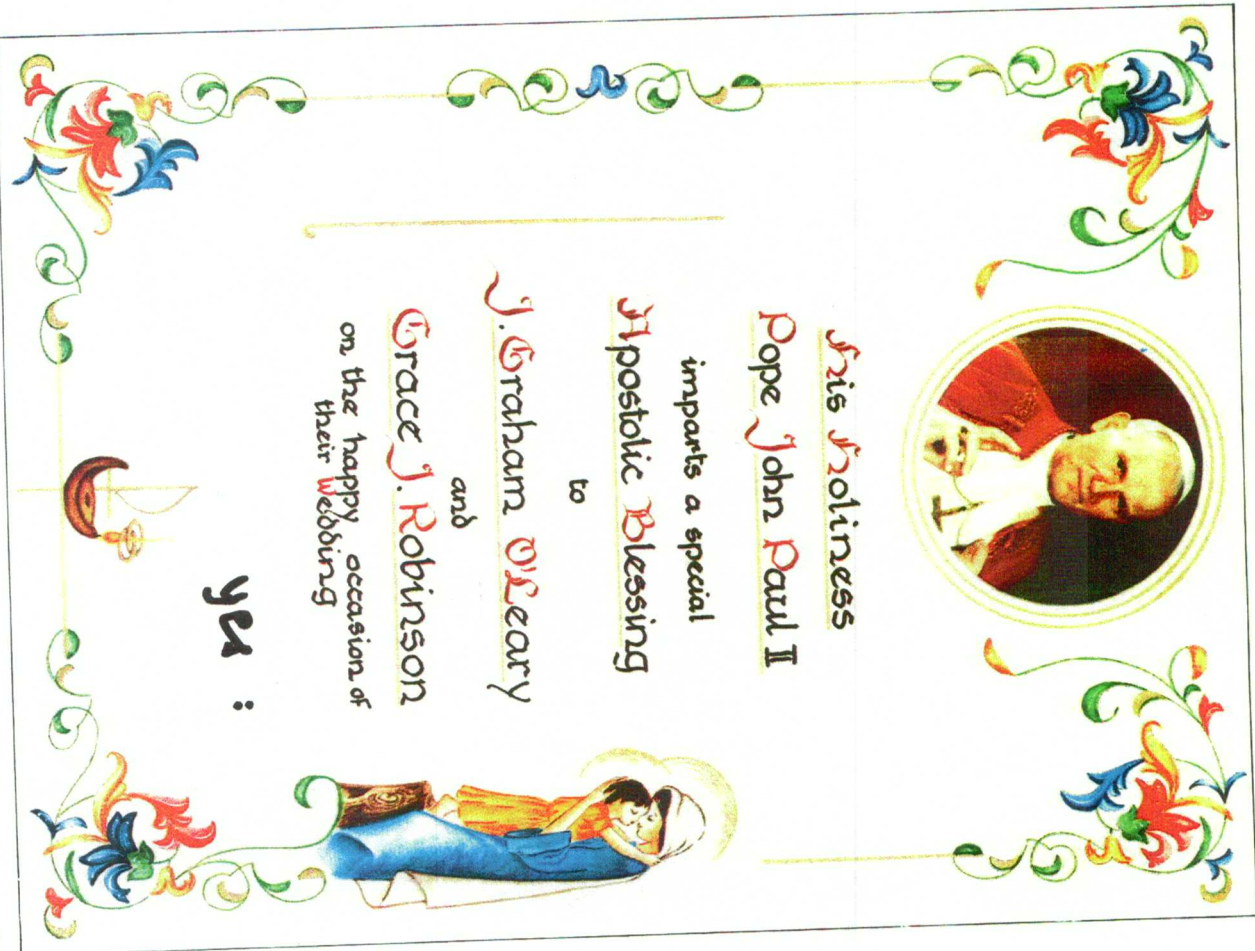 His Holiness
Pope John Paul II
imparts a special
Apostolic Blessing
to
J. Graham O'Leary
and
Grace J. Robinson
on the happy occasion of
their Wedding
yes :